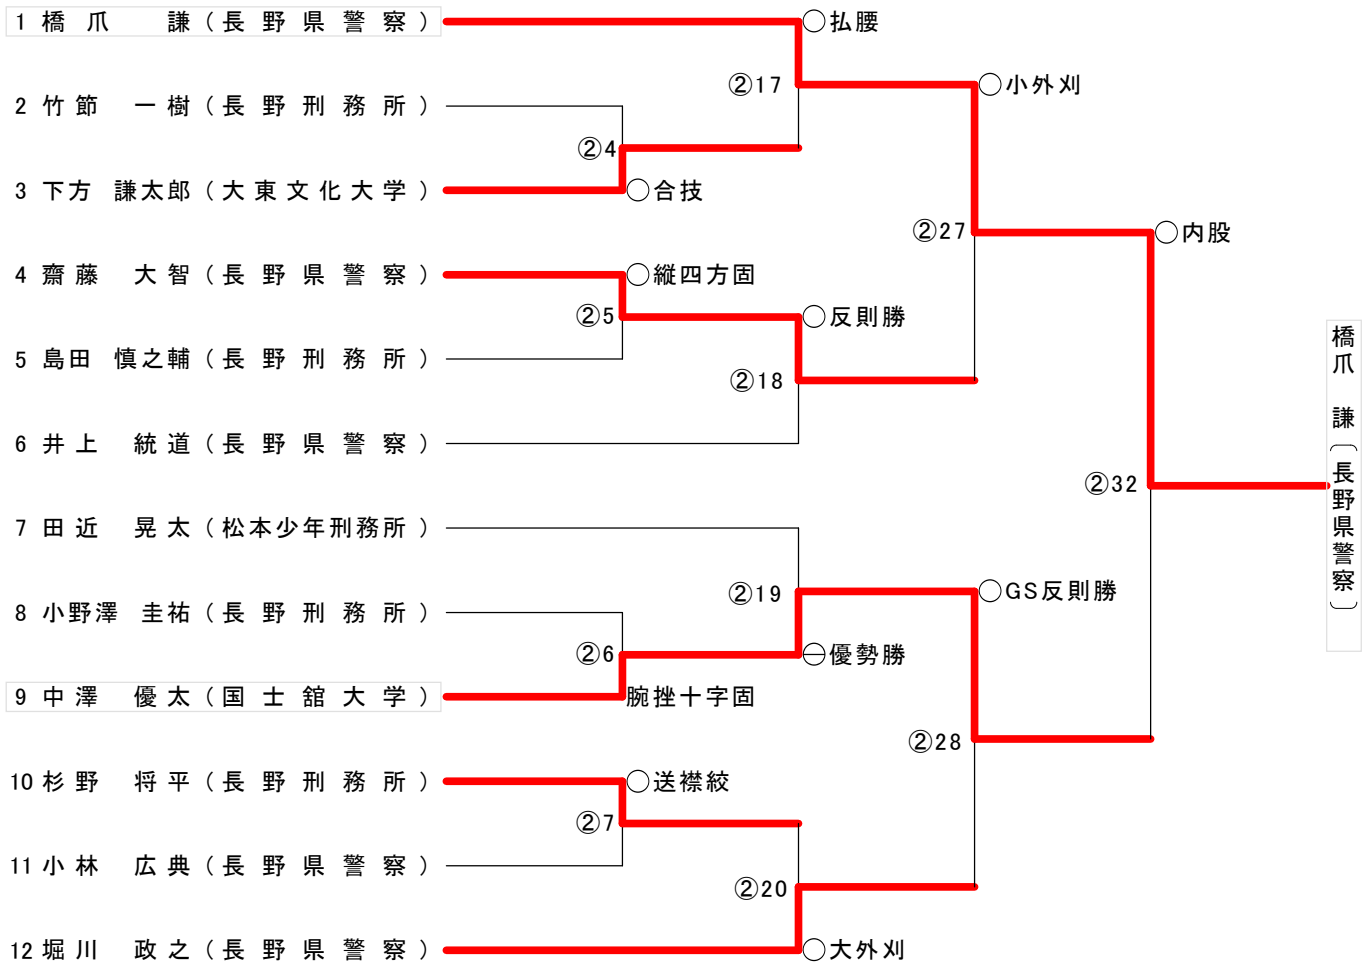 1 橋爪 謙（長野県警察）
○払腰
②17
○小外刈
2 竹節 一樹（長野刑務所）
②4
3 下方 謙太郎（大東文化大学）
○合技
②27
○内股
4 齋藤 大智（長野県警察）
○縦四方固
②5
○反則勝
5 島田 慎之輔（長野刑務所）
②18
6 井上 統道（長野県警察）
②32
橋爪 謙（長野県警察）
7 田近 晃太（松本少年刑務所）
②19
○GS反則勝
8 小野澤 圭祐（長野刑務所）
②6
⊖優勢勝
9 中澤 優太（国士舘大学）
腕挫十字固
②28
10 杉野 将平（長野刑務所）
○送襟絞
②7
11 小林 広典（長野県警察）
②20
12 堀川 政之（長野県警察）
○大外刈